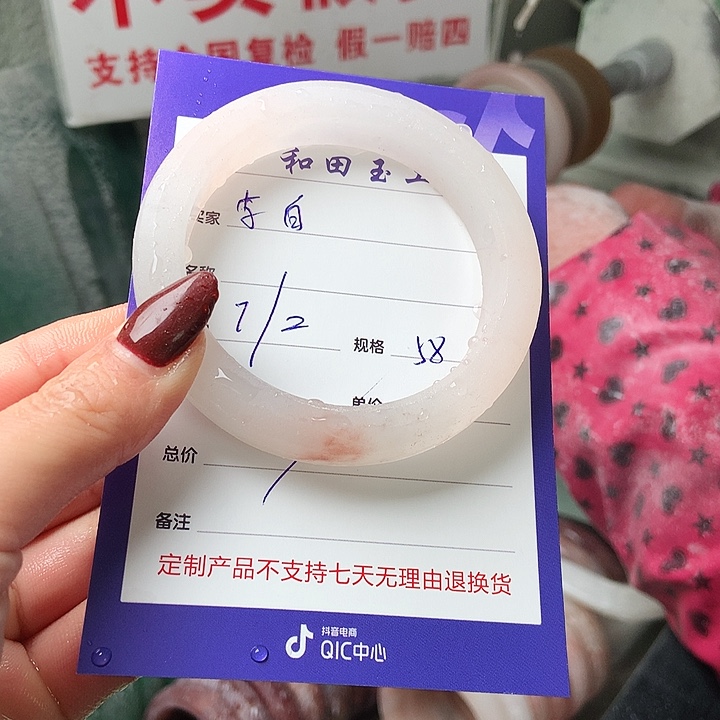 支持全国复检 假一赔四
和田玉
买家 李白
名称
1/2 规格 58
单价
总价
备注
定制产品不支持七天无理由退换货
抖音电商
QIC中心